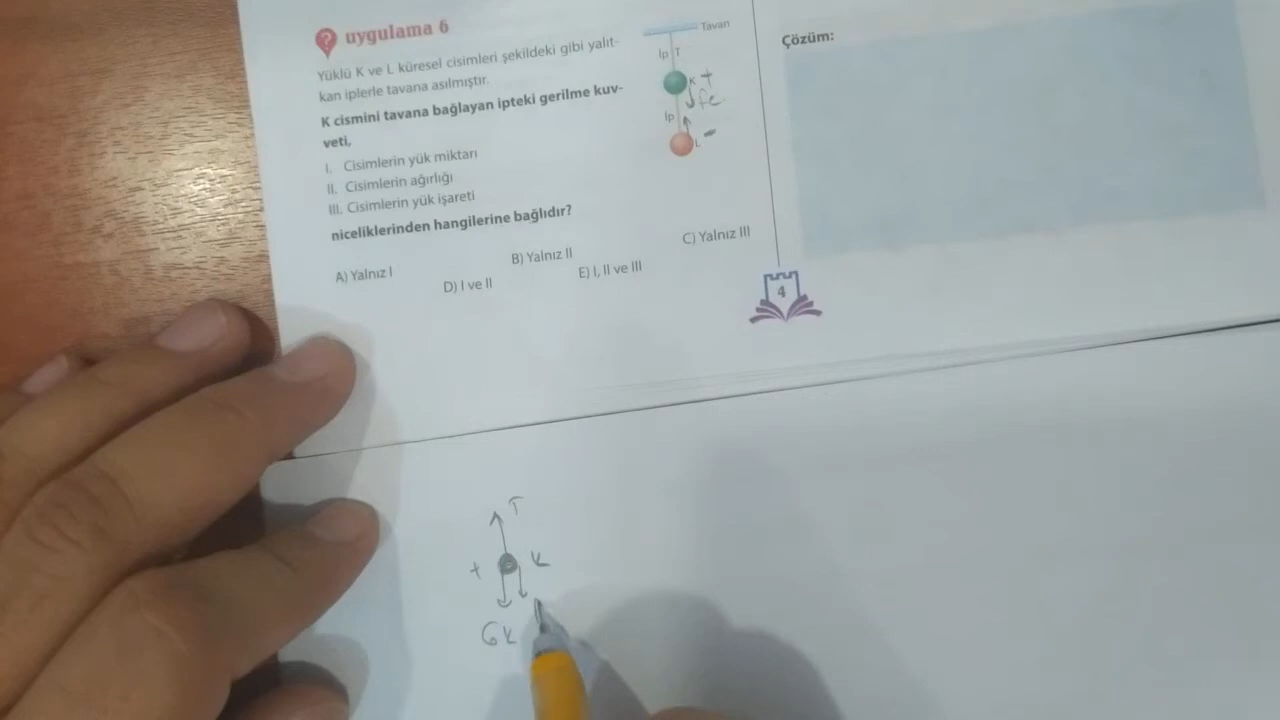 uygulama 6
Yüklü K ve L küresel cisimleri şekildeki gibi yalıt-
kan iplerle tavana asılmıştır.
K cismini tavana bağlayan ipteki gerilme kuv-
veti,
I. Cisimlerin yük miktarı
II. Cisimlerin ağırlığı
III. Cisimlerin yük işareti
niceliklerinden hangilerine bağlıdır?
A) Yalnız I
B) Yalnız II
C) Yalnız III
D) I ve II
E) I, II ve III
Tavan
İp T
K +
fe
İp
L -
4
Çözüm:
T
+ K
GK